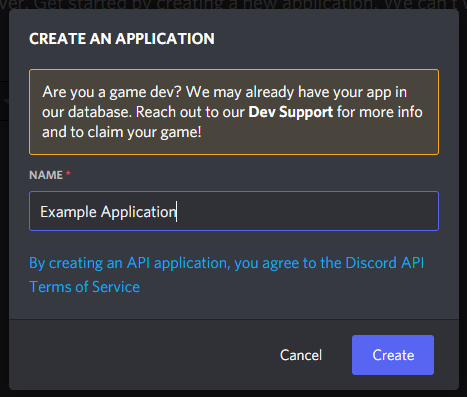 ver. Get started by creating a new application. We can't v
CREATE AN APPLICATION
Are you a game dev? We may already have your app in
our database. Reach out to our Dev Support for more info
and to claim your game!
NAME *
Example Application
By creating an API application, you agree to the Discord API
Terms of Service
Cancel
Create